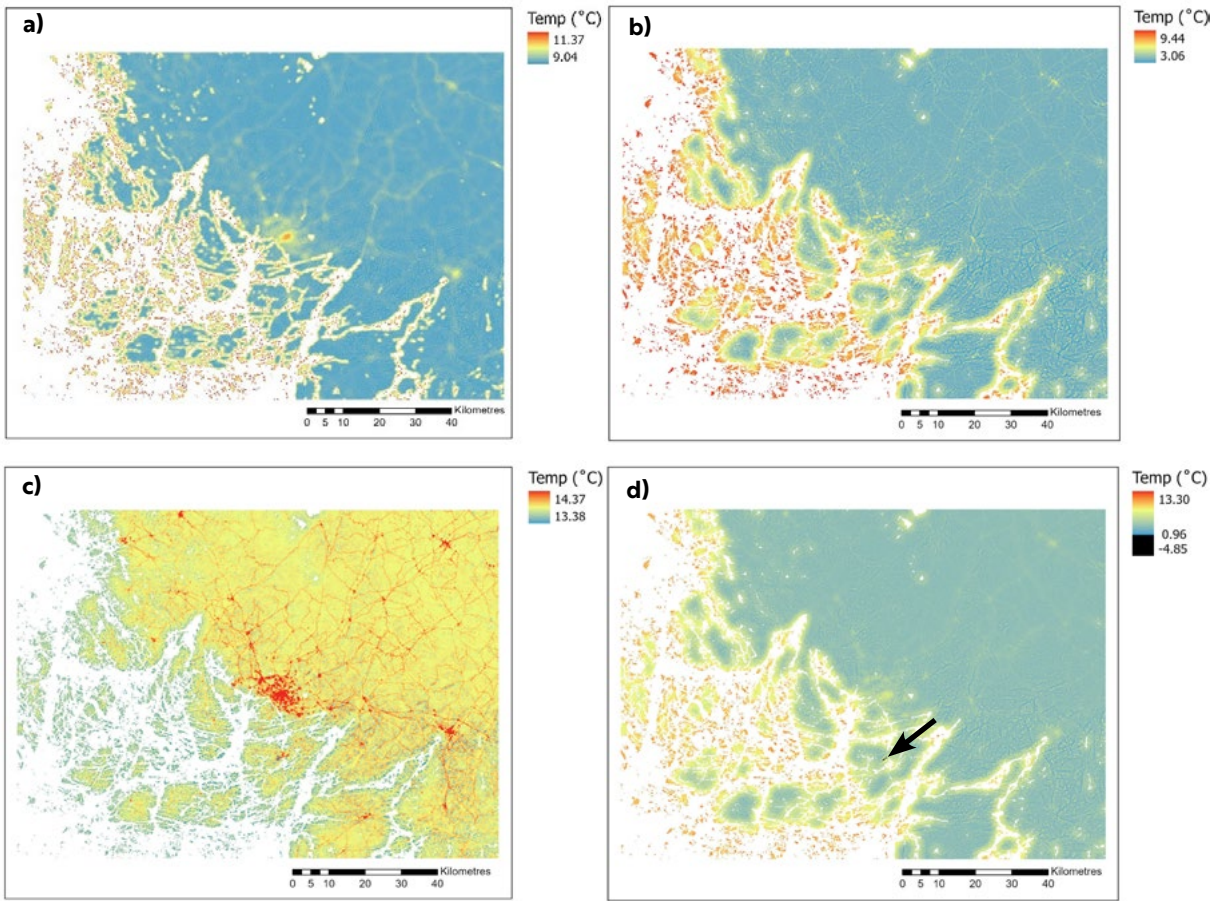 a)
Temp (°C)
11.37
9.04
Kilometres
0 5 10 20 30 40
b)
Temp (°C)
9.44
3.06
Kilometres
0 5 10 20 30 40
c)
Temp (°C)
14.37
13.38
Kilometres
0 5 10 20 30 40
d)
Temp (°C)
13.30
0.96
-4.85
Kilometres
0 5 10 20 30 40